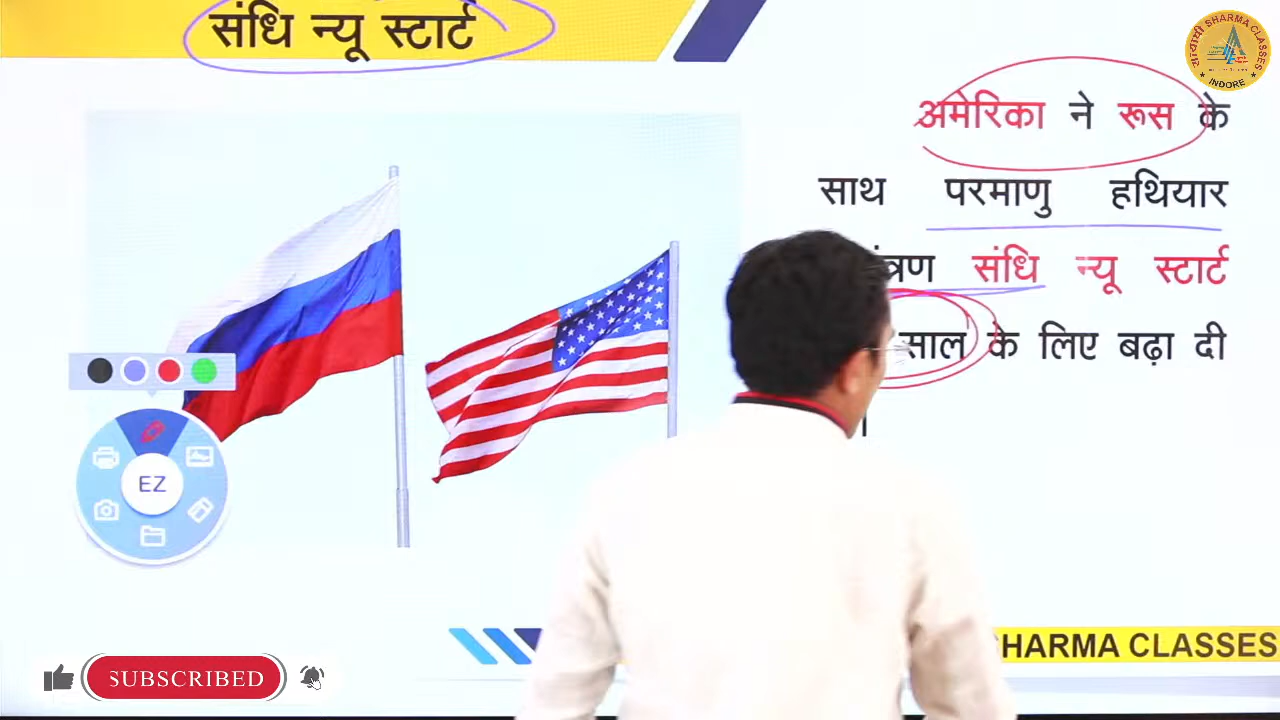 संधि न्यू स्टार्ट
अमेरिका ने रूस के
साथ परमाणु हथियार
संधि न्यू स्टार्ट
साल के लिए बढ़ा दी
EZ
SHARMA CLASSES
INDORE
SUBSCRIBED
HARMA CLASSES